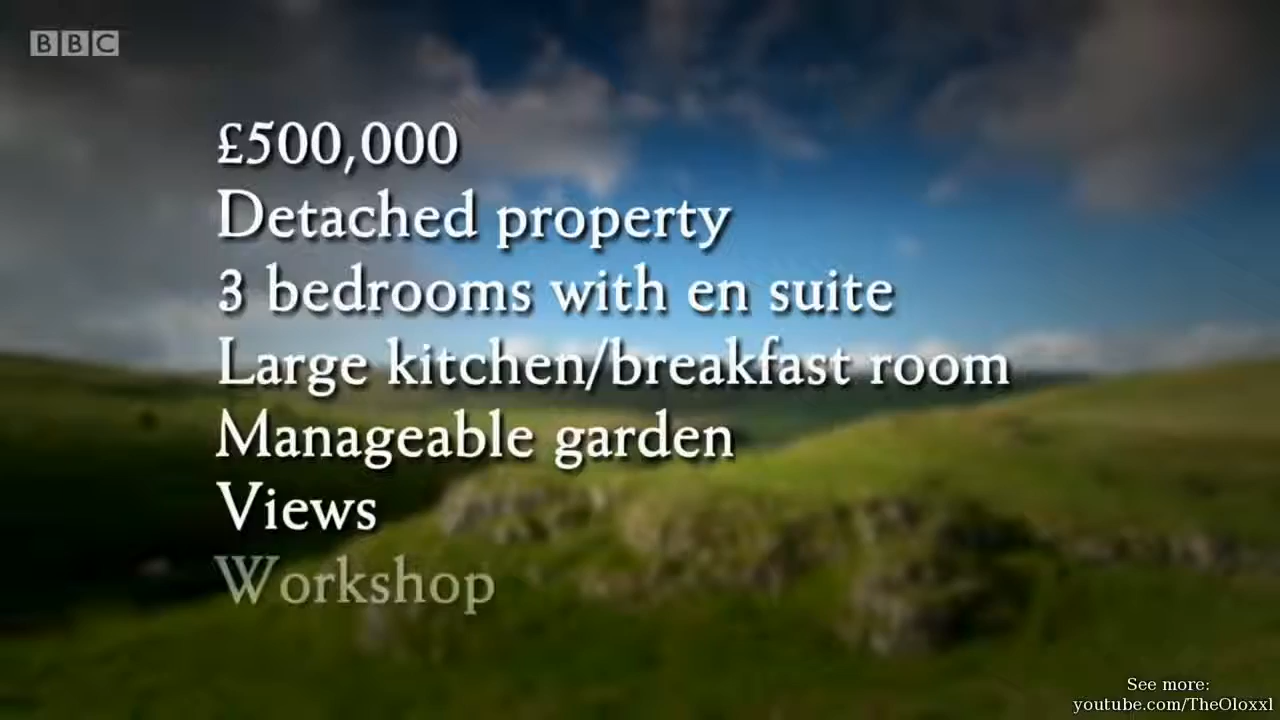 BBC
£500,000
Detached property
3 bedrooms with en suite
Large kitchen/breakfast room
Manageable garden
Views
Workshop
See more:
youtube.com/TheOloxxl